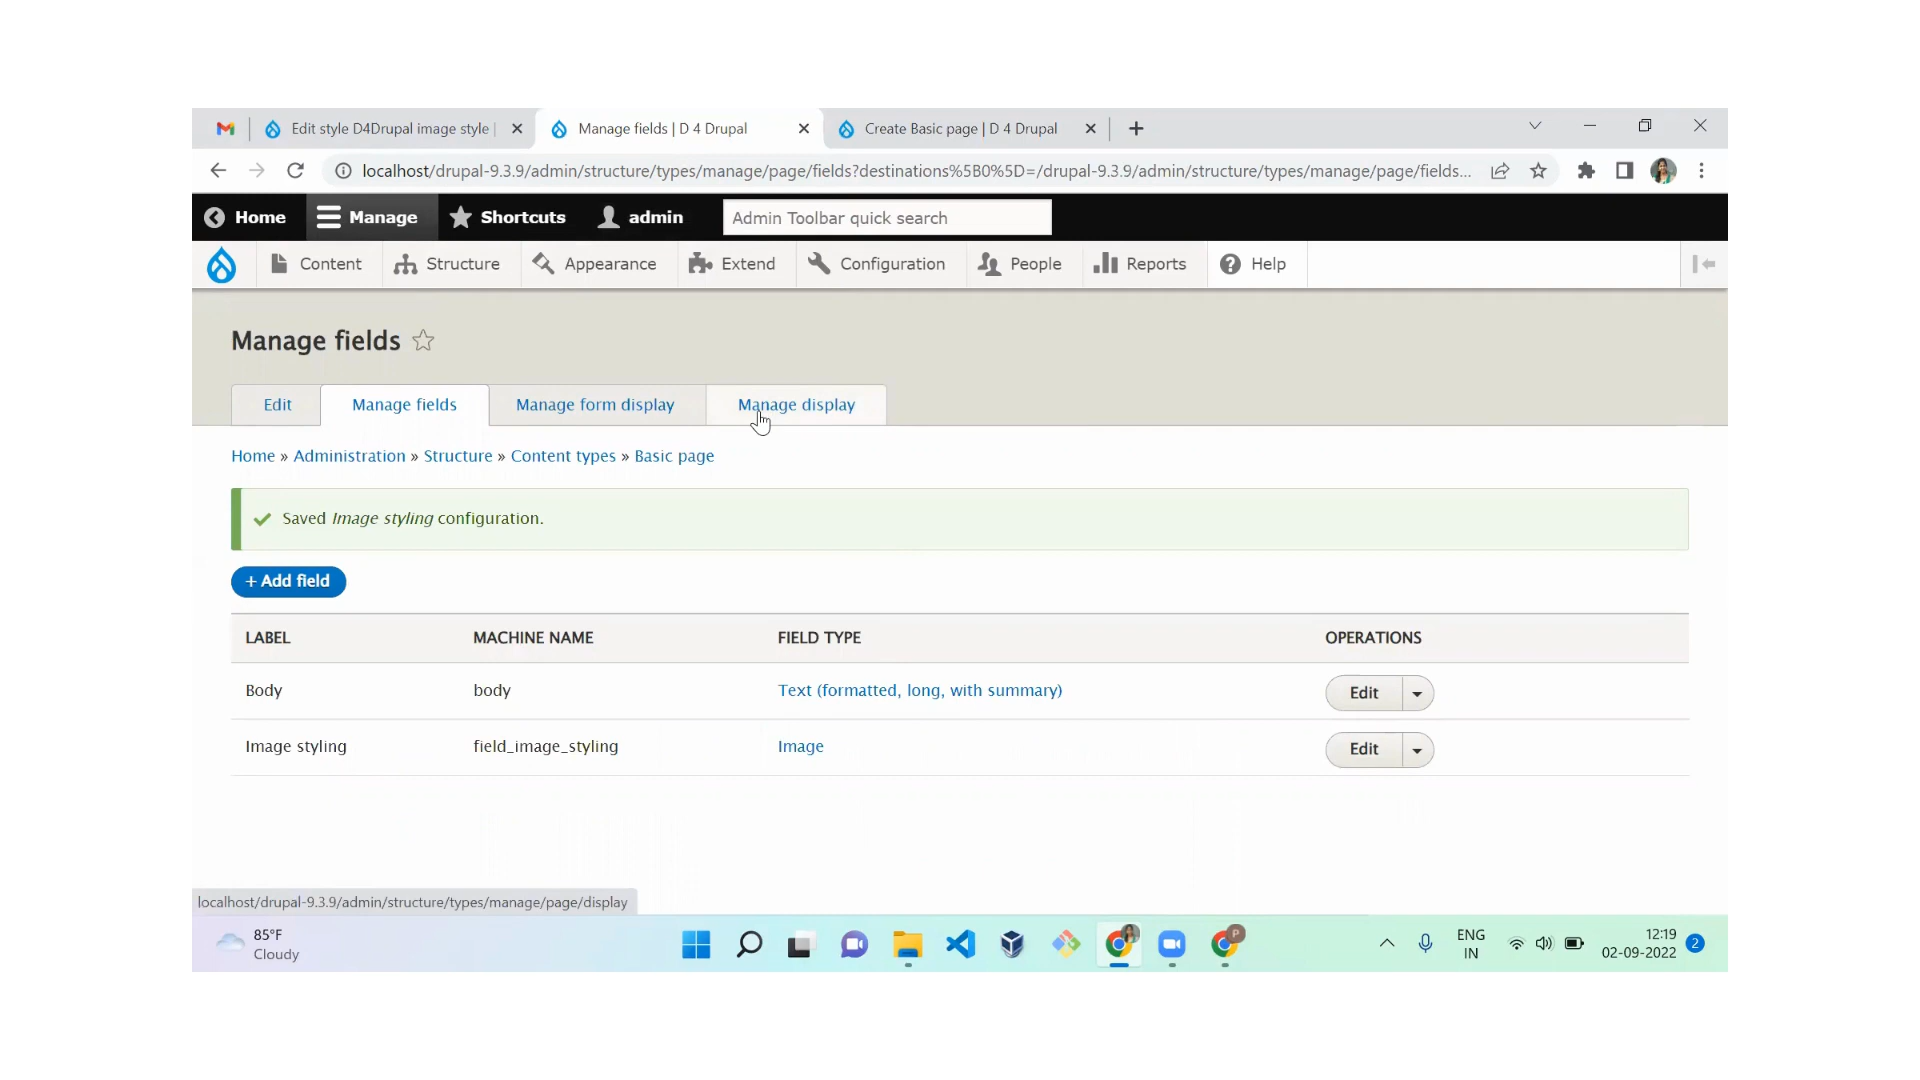 Edit style D4Drupal image style |
Manage fields | D 4 Drupal
Create Basic page | D 4 Drupal
localhost/drupal-9.3.9/admin/structure/types/manage/page/fields?destinations%5B0%5D=/drupal-9.3.9/admin/structure/types/manage/page/fields...
Home
Manage
Shortcuts
admin
Admin Toolbar quick search
Content
Structure
Appearance
Extend
Configuration
People
Reports
Help
Manage fields
Edit
Manage fields
Manage form display
Manage display
Home » Administration » Structure » Content types » Basic page
Saved Image styling configuration.
+ Add field
LABEL MACHINE NAME FIELD TYPE OPERATIONS
Body body Text (formatted, long, with summary) Edit
Image styling field_image_styling Image Edit
localhost/drupal-9.3.9/admin/structure/types/manage/page/display
85°F
Cloudy
P
ENG
IN
12:19
02-09-2022
2